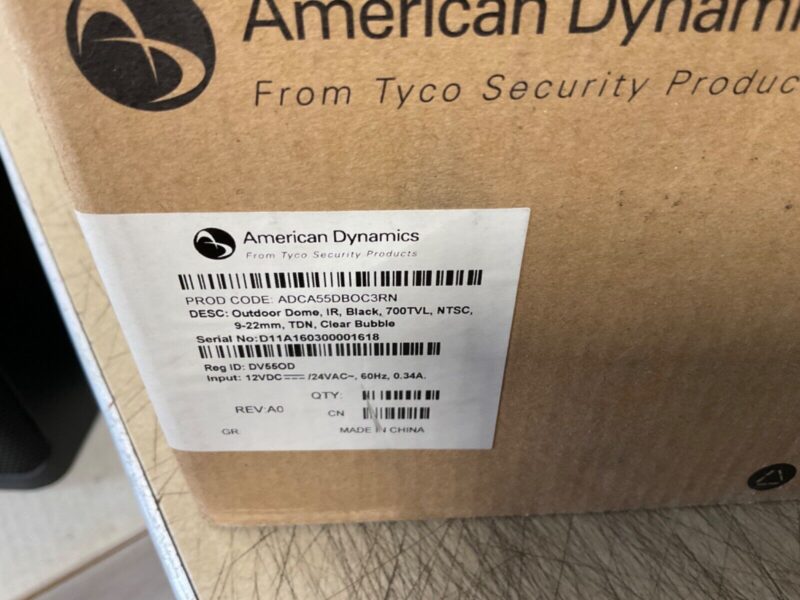 American Dynami
From Tyco Security Produc
American Dynamics
From Tyco Security Products
PROD CODE: ADCA55DBOC3RN
DESC: Outdoor Dome, IR, Black, 700TVL, NTSC,
9-22mm, TDN, Clear Bubble
Serial No:D11A160300001618
Reg ID: DV55OD
Input: 12VDC⎓/24VAC~, 60Hz, 0.34A.
QTY:
REV:A0 CN
GR: MADE IN CHINA